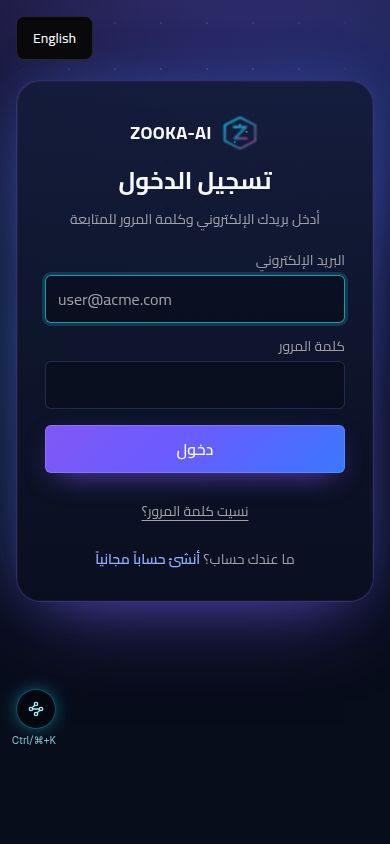 English
ZOOKA-AI
تسجيل الدخول
أدخل بريدك الإلكتروني وكلمة المرور للمتابعة
البريد الإلكتروني
user@acme.com
كلمة المرور
دخول
نسيت كلمة المرور؟
ما عندك حساب؟ أنشئ حساباً مجانياً
Ctrl/⌘+K